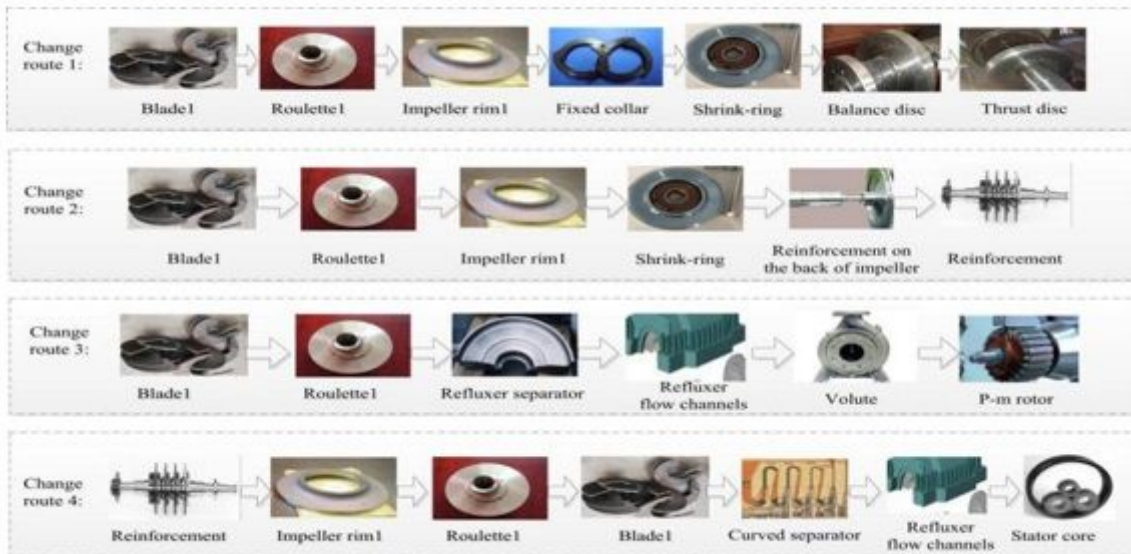 Change
route 1:
Blade1
Roulette1
Impeller rim1
Fixed collar
Shrink-ring
Balance disc
Thrust disc
Change
route 2:
Blade1
Roulette1
Impeller rim1
Shrink-ring
Reinforcement on
the back of impeller
Reinforcement
Change
route 3:
Blade1
Roulette1
Refluxer separator
Refluxer
flow channels
Volute
P-m rotor
Change
route 4:
Reinforcement
Impeller rim1
Roulette1
Blade1
Curved separator
Refluxer
flow channels
Stator core